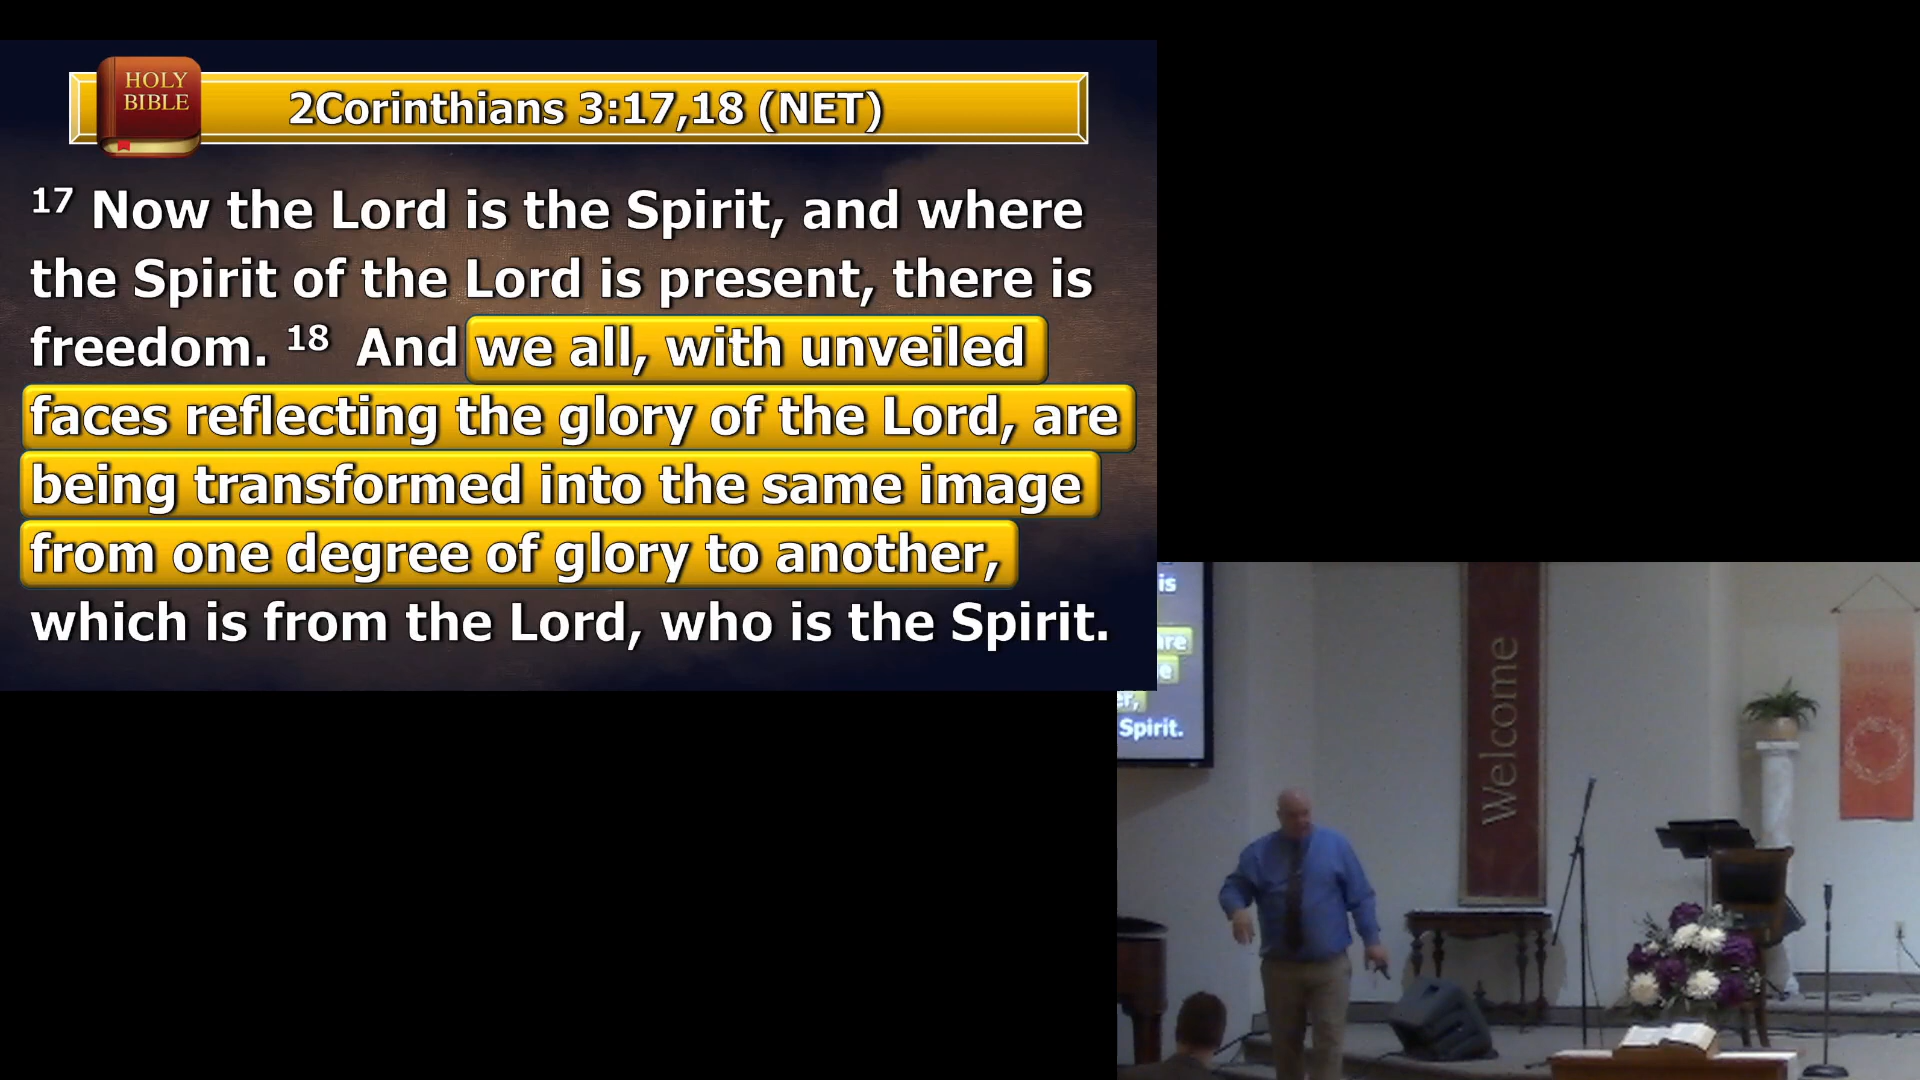 HOLY
BIBLE
2Corinthians 3:17,18 (NET)
17 Now the Lord is the Spirit, and where
the Spirit of the Lord is present, there is
freedom. 18 And we all, with unveiled
faces reflecting the glory of the Lord, are
being transformed into the same image
from one degree of glory to another,
which is from the Lord, who is the Spirit.
is
are
e
er,
Spirit.
Welcome